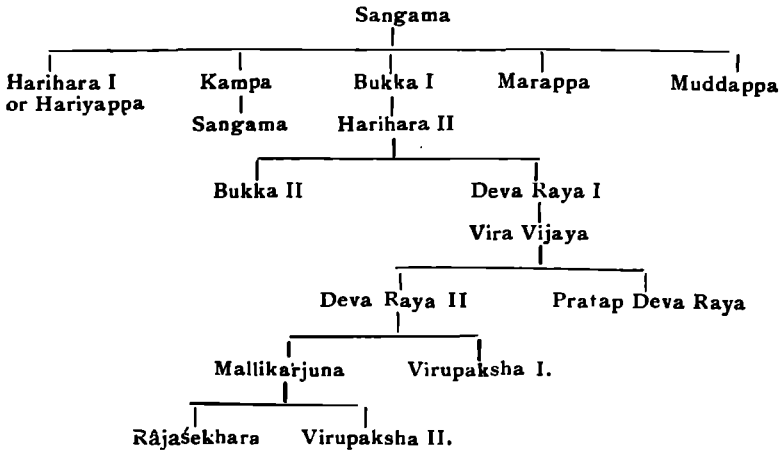 Sangama
Harihara I Kampa Bukka I Marappa Muddappa
or Hariyappa
Sangama Harihara II
Bukka II Deva Raya I
Vira Vijaya
Deva Raya II Pratap Deva Raya
Mallikarjuna Virupaksha I.
Râjaśekhara Virupaksha II.